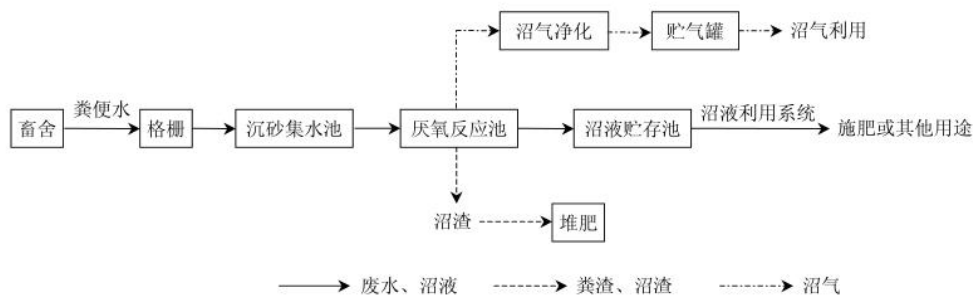 沼气净化
贮气罐
沼气利用
畜舍
粪便水
格栅
沉砂集水池
厌氧反应池
沼液贮存池
沼液利用系统
施肥或其他用途
沼渣
堆肥
废水、沼液
粪渣、沼渣
沼气